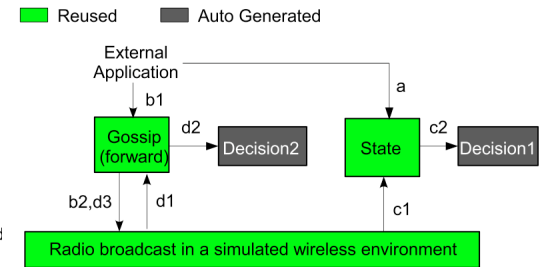 Reused Auto Generated
External
Application
a
b1
Gossip
(forward)
d2
Decision2
State
c2
Decision1
b2,d3
d1
c1
Radio broadcast in a simulated wireless environment